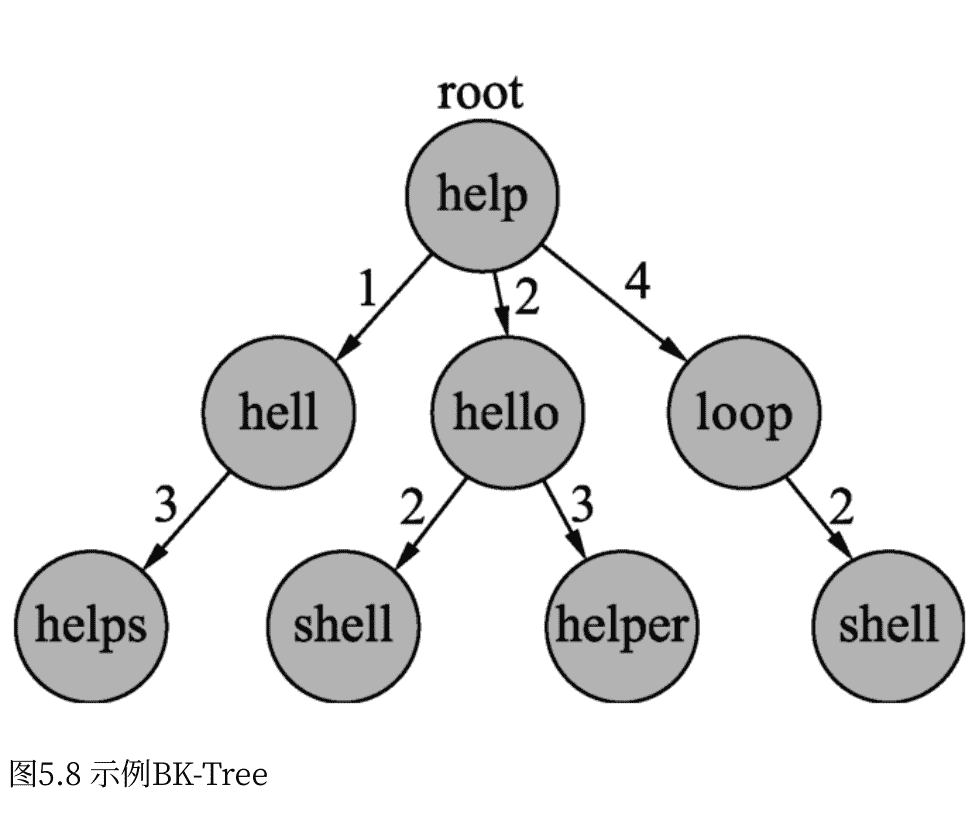 root
help
1
2
4
hell
hello
loop
3
2
3
2
helps
shell
helper
shell
图5.8 示例BK-Tree